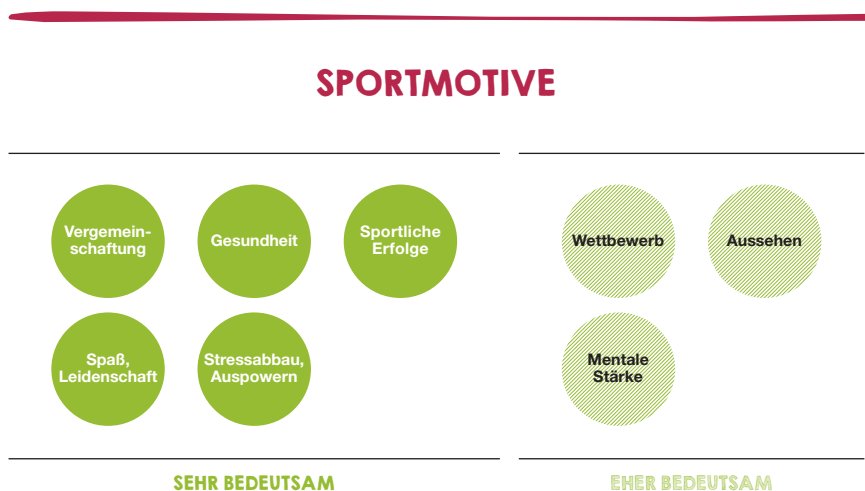 SPORTMOTIVE
Vergemein-
schaftung
Gesundheit
Sportliche
Erfolge
Spaß,
Leidenschaft
Stressabbau,
Auspowern
SEHR BEDEUTSAM
Wettbewerb
Aussehen
Mentale
Stärke
EHER BEDEUTSAM